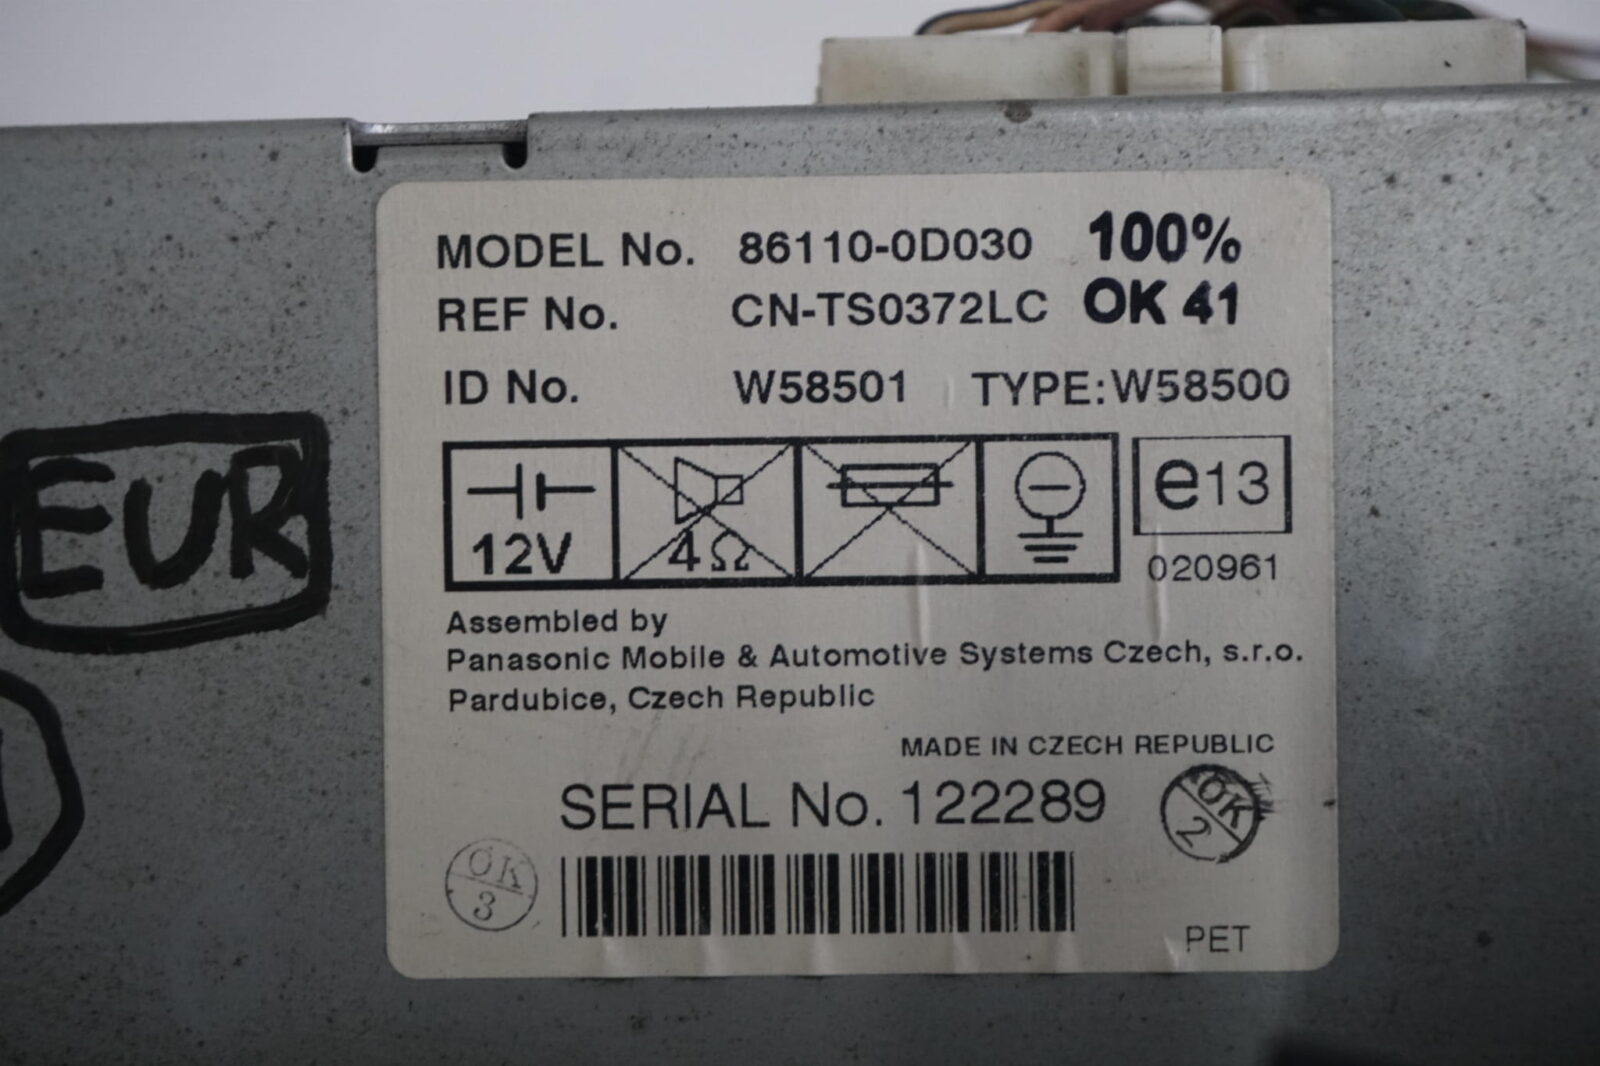 MODEL No. 86110-0D030 100%
REF No. CN-TS0372LC OK 41
ID No. W58501 TYPE:W58500
EUR
12V 4Ω e13
020961
Assembled by
Panasonic Mobile & Automotive Systems Czech, s.r.o.
Pardubice, Czech Republic
MADE IN CZECH REPUBLIC
SERIAL No. 122289
OK 2
OK 3
PET